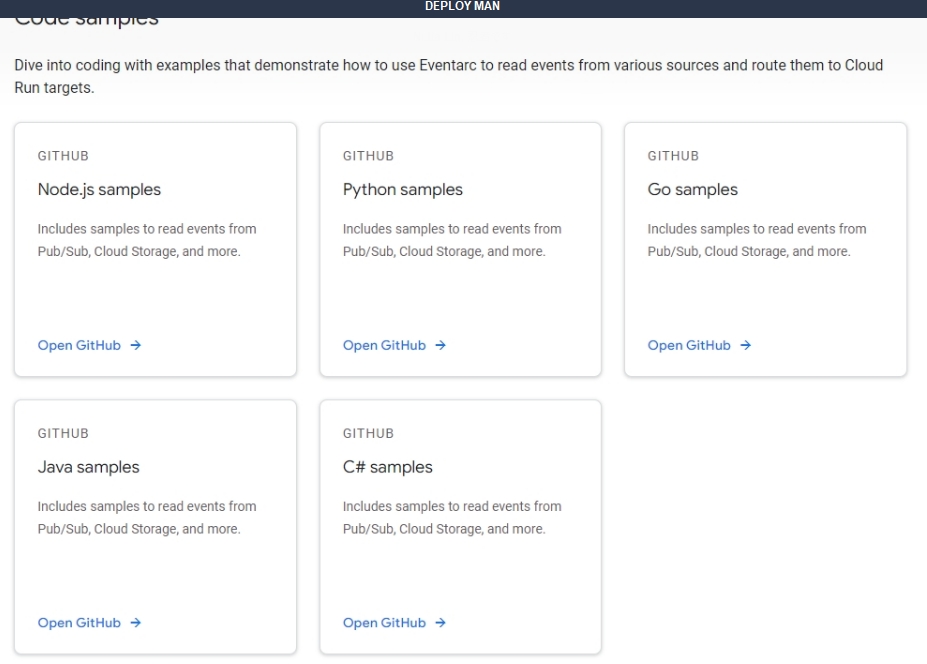 DEPLOY MAN
Code samples
Dive into coding with examples that demonstrate how to use Eventarc to read events from various sources and route them to Cloud
Run targets.
GITHUB
Node.js samples
Includes samples to read events from
Pub/Sub, Cloud Storage, and more.
Open GitHub →
GITHUB
Python samples
Includes samples to read events from
Pub/Sub, Cloud Storage, and more.
Open GitHub →
GITHUB
Go samples
Includes samples to read events from
Pub/Sub, Cloud Storage, and more.
Open GitHub →
GITHUB
Java samples
Includes samples to read events from
Pub/Sub, Cloud Storage, and more.
Open GitHub →
GITHUB
C# samples
Includes samples to read events from
Pub/Sub, Cloud Storage, and more.
Open GitHub →